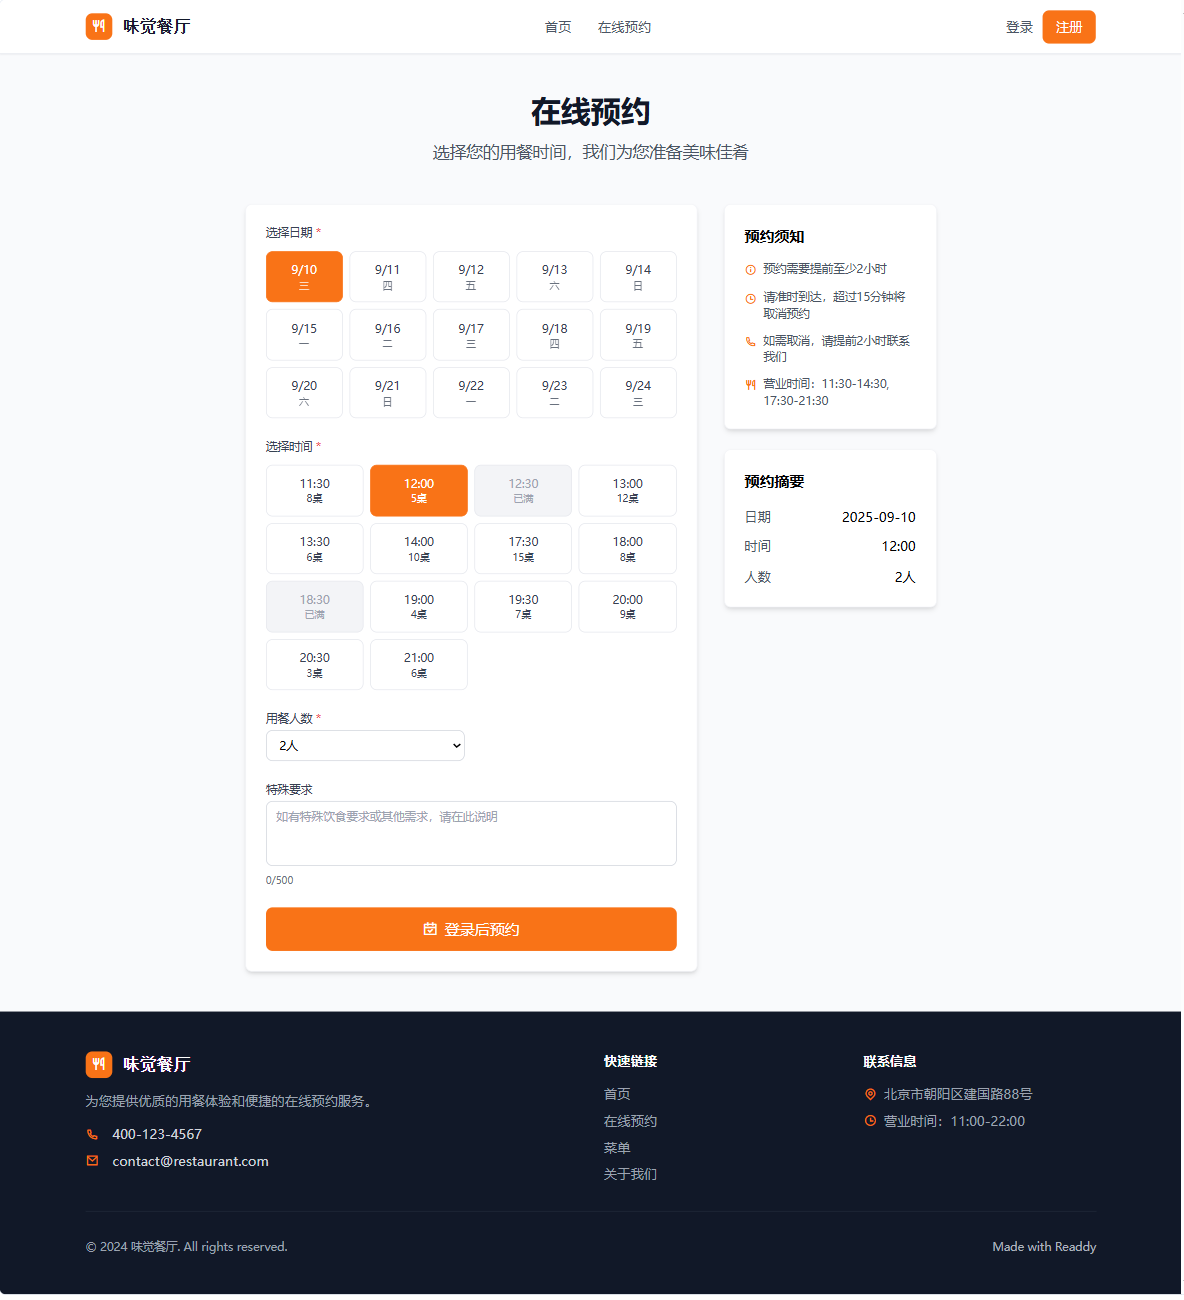 味觉餐厅
首页
在线预约
登录
注册
在线预约
选择您的用餐时间，我们为您准备美味佳肴
选择日期 *
9/10
三
9/11
四
9/12
五
9/13
六
9/14
日
9/15
一
9/16
二
9/17
三
9/18
四
9/19
五
9/20
六
9/21
日
9/22
一
9/23
二
9/24
三
选择时间 *
11:30
8桌
12:00
5桌
12:30
已满
13:00
12桌
13:30
6桌
14:00
10桌
17:30
15桌
18:00
8桌
18:30
已满
19:00
4桌
19:30
7桌
20:00
9桌
20:30
3桌
21:00
6桌
用餐人数 *
2人
特殊要求
如有特殊饮食要求或其他需求，请在此说明
0/500
登录后预约
预约须知
预约需要提前至少2小时
请准时到达，超过15分钟将
取消预约
如需取消，请提前2小时联系
我们
营业时间：11:30-14:30,
17:30-21:30
预约摘要
日期 2025-09-10
时间 12:00
人数 2人
味觉餐厅
为您提供优质的用餐体验和便捷的在线预约服务。
400-123-4567
contact@restaurant.com
快速链接
首页
在线预约
菜单
关于我们
联系信息
北京市朝阳区建国路88号
营业时间：11:00-22:00
© 2024 味觉餐厅. All rights reserved.
Made with Readdy